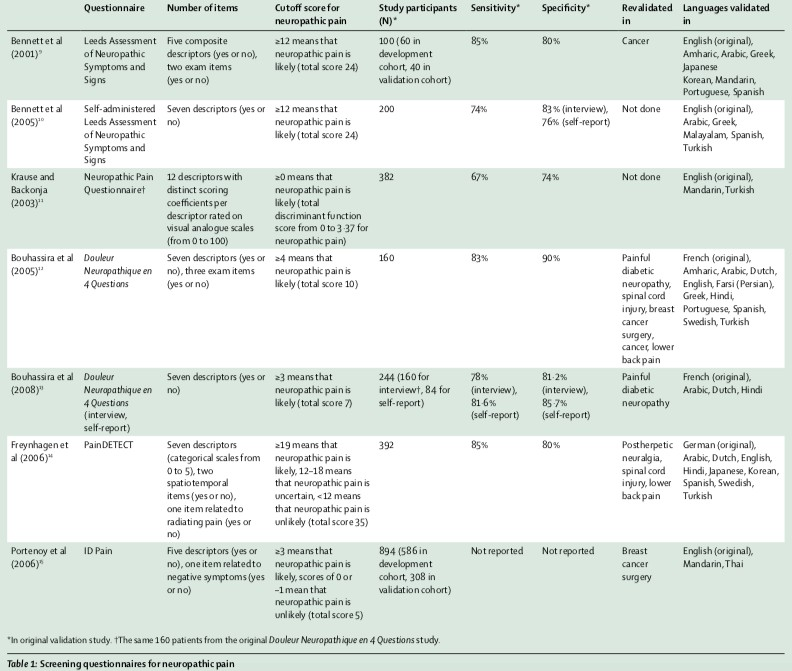 Questionnaire Number of items Cutoff score for neuropathic pain Study participants (N)* Sensitivity* Specificity* Revalidated in Languages validated in
Bennett et al (2001)⁹
Leeds Assessment of Neuropathic Symptoms and Signs
Five composite descriptors (yes or no), two exam items (yes or no)
≥12 means that neuropathic pain is likely (total score 24)
100 (60 in development cohort, 40 in validation cohort)
85%
80%
Cancer
English (original), Amharic, Arabic, Greek, Japanese
Korean, Mandarin, Portuguese, Spanish
Bennett et al (2005)¹⁰
Self-administered Leeds Assessment of Neuropathic Symptoms and Signs
Seven descriptors (yes or no)
≥12 means that neuropathic pain is likely (total score 24)
200
74%
83% (interview), 76% (self-report)
Not done
English (original), Arabic, Greek, Malayalam, Spanish, Turkish
Krause and Backonja (2003)¹¹
Neuropathic Pain Questionnaire†
12 descriptors with distinct scoring coefficients per descriptor rated on visual analogue scales (from 0 to 100)
≥0 means that neuropathic pain is likely (total discriminant function score from 0 to 3·37 for neuropathic pain)
382
67%
74%
Not done
English (original), Mandarin, Turkish
Bouhassira et al (2005)¹²
Douleur Neuropathique en 4 Questions
Seven descriptors (yes or no), three exam items (yes or no)
≥4 means that neuropathic pain is likely (total score 10)
160
83%
90%
Painful diabetic neuropathy, spinal cord injury, breast cancer surgery, cancer, lower back pain
French (original), Amharic, Arabic, Dutch, English, Farsi (Persian), Greek, Hindi, Portuguese, Spanish, Swedish, Turkish
Bouhassira et al (2008)¹³
Douleur Neuropathique en 4 Questions (interview, self-report)
Seven descriptors (yes or no)
≥3 means that neuropathic pain is likely (total score 7)
244 (160 for interview†, 84 for self-report)
78% (interview), 81·6% (self-report)
81·2% (interview), 85·7% (self-report)
Painful diabetic neuropathy
French (original), Arabic, Dutch, Hindi
Freynhagen et al (2006)¹⁴
PainDETECT
Seven descriptors (categorical scales from 0 to 5), two spatiotemporal items (yes or no), one item related to radiating pain (yes or no)
≥19 means that neuropathic pain is likely, 12–18 means that neuropathic pain is uncertain, <12 means that neuropathic pain is unlikely (total score 35)
392
85%
80%
Postherpetic neuralgia, spinal cord injury, lower back pain
German (original), Arabic, Dutch, English, Hindi, Japanese, Korean, Spanish, Swedish, Turkish
Portenoy et al (2006)
ID Pain
Five descriptors (yes or no), one item related to negative symptoms (yes or no)
≥3 means that neuropathic pain is likely, scores of 0 or –1 mean that neuropathic pain is unlikely (total score 5)
894 (586 in development cohort, 308 in validation cohort)
Not reported
Not reported
Breast cancer surgery
English (original), Mandarin, Thai
*In original validation study. †The same 160 patients from the original Douleur Neuropathique en 4 Questions study.
Table 1: Screening questionnaires for neuropathic pain